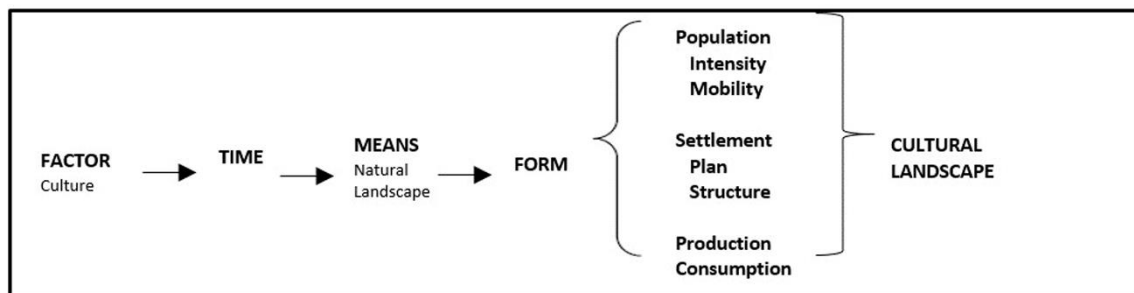 FACTOR
Culture
TIME
MEANS
Natural
Landscape
FORM
Population
Intensity
Mobility
Settlement
Plan
Structure
Production
Consumption
CULTURAL
LANDSCAPE